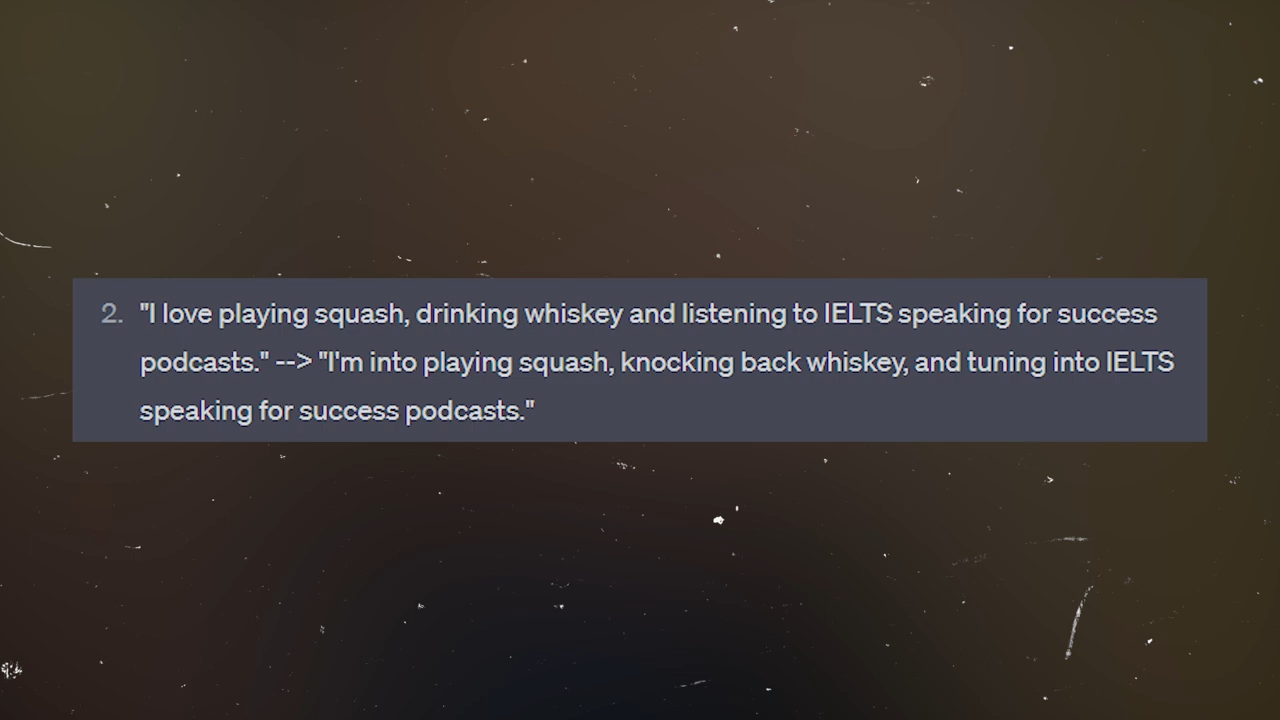 2. "I love playing squash, drinking whiskey and listening to IELTS speaking for success
podcasts." --> "I'm into playing squash, knocking back whiskey, and tuning into IELTS
speaking for success podcasts."